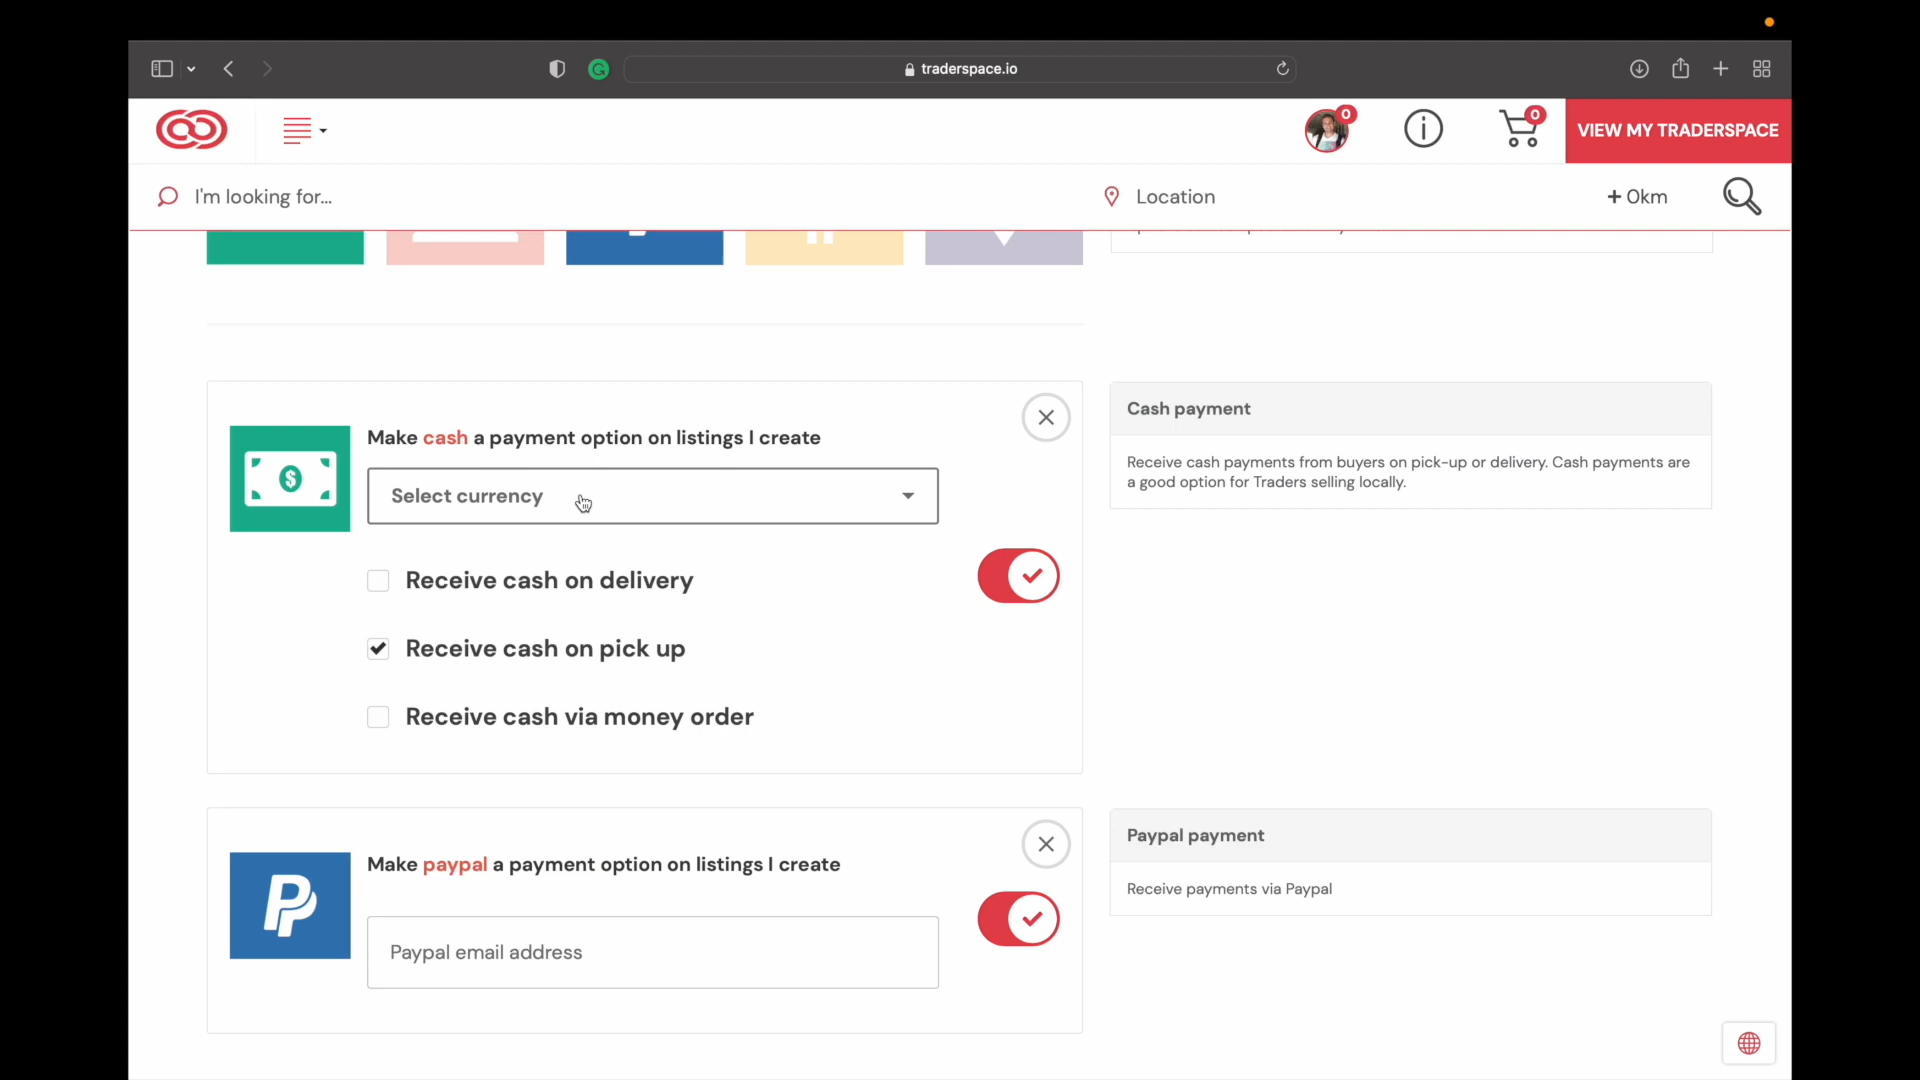 traderspace.io
0
0
VIEW MY TRADERSPACE
I'm looking for...
Location
+ 0km
Make cash a payment option on listings I create
Select currency
Receive cash on delivery
Receive cash on pick up
Receive cash via money order
Cash payment
Receive cash payments from buyers on pick-up or delivery. Cash payments are
a good option for Traders selling locally.
Make paypal a payment option on listings I create
Paypal email address
Paypal payment
Receive payments via Paypal